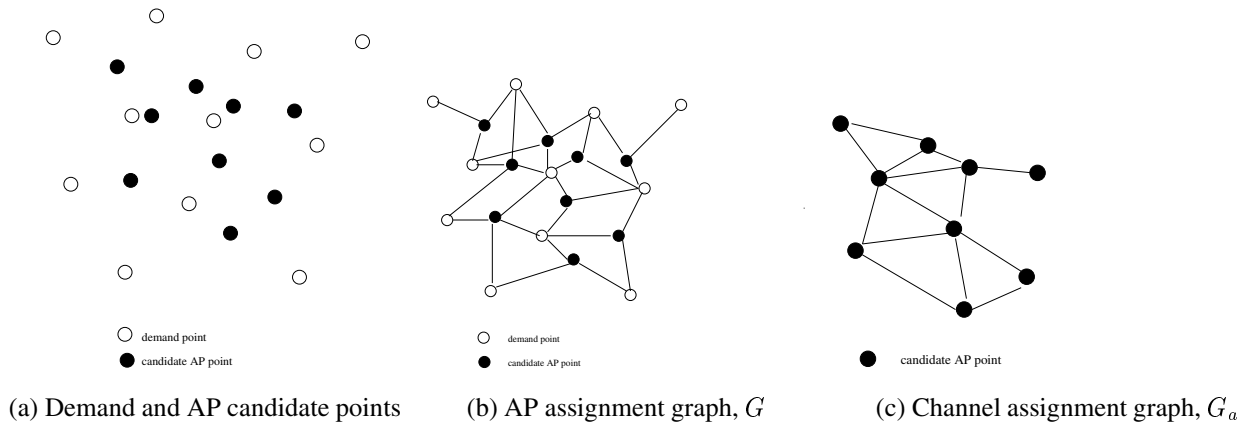 demand point
candidate AP point
demand point
candidate AP point
candidate AP point
(a) Demand and AP candidate points
(b) AP assignment graph, G
(c) Channel assignment graph, Gₐ